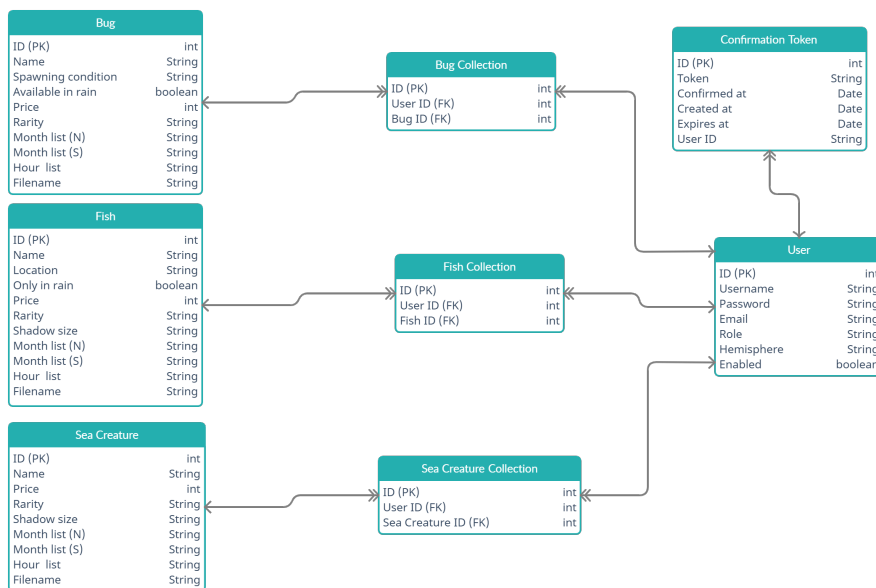 Bug
ID (PK) int
Name String
Spawning condition String
Available in rain boolean
Price int
Rarity String
Month list (N) String
Month list (S) String
Hour list String
Filename String
Fish
ID (PK) int
Name String
Location String
Only in rain boolean
Price int
Rarity String
Shadow size String
Month list (N) String
Month list (S) String
Hour list String
Filename String
Sea Creature
ID (PK) int
Name String
Price int
Rarity String
Shadow size String
Month list (N) String
Month list (S) String
Hour list String
Filename String
Bug Collection
ID (PK) int
User ID (FK) int
Bug ID (FK) int
Fish Collection
ID (PK) int
User ID (FK) int
Fish ID (FK) int
Sea Creature Collection
ID (PK) int
User ID (FK) int
Sea Creature ID (FK) int
Confirmation Token
ID (PK) int
Token String
Confirmed at Date
Created at Date
Expires at Date
User ID String
User
ID (PK) int
Username String
Password String
Email String
Role String
Hemisphere String
Enabled boolean